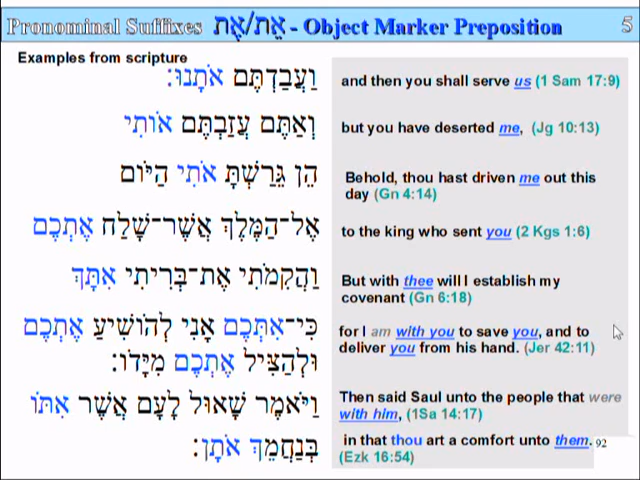 Pronominal Suffixes אֵת/אֶת - Object Marker Preposition 5
Examples from scripture
וַעֲבַדְתֶּם אֹתָנוּ׃
and then you shall serve us (1 Sam 17:9)
וְאַתֶּם עֲזַבְתֶּם אוֹתִי
but you have deserted me, (Jg 10:13)
הֵן גֵּרַשְׁתָּ אֹתִי הַיּוֹם
Behold, thou hast driven me out this
day (Gn 4:14)
אֶל־הַמֶּלֶךְ אֲשֶׁר־שָׁלַח אֶתְכֶם
to the king who sent you (2 Kgs 1:6)
וַהֲקִמֹתִי אֶת־בְּרִיתִי אִתָּךְ
But with thee will I establish my
covenant (Gn 6:18)
כִּי־אִתְּכֶם אָנִי לְהוֹשִׁיעַ אֶתְכֶם
וּלְהַצִּיל אֶתְכֶם מִיָּדוֹ׃
for I am with you to save you, and to
deliver you from his hand. (Jer 42:11)
וַיֹּאמֶר שָׁאוּל לָעָם אֲשֶׁר אִתּוֹ
Then said Saul unto the people that were
with him, (1Sa 14:17)
בְּנַחֲמֵךְ אֹתָן׃
in that thou art a comfort unto them. 92
(Ezk 16:54)